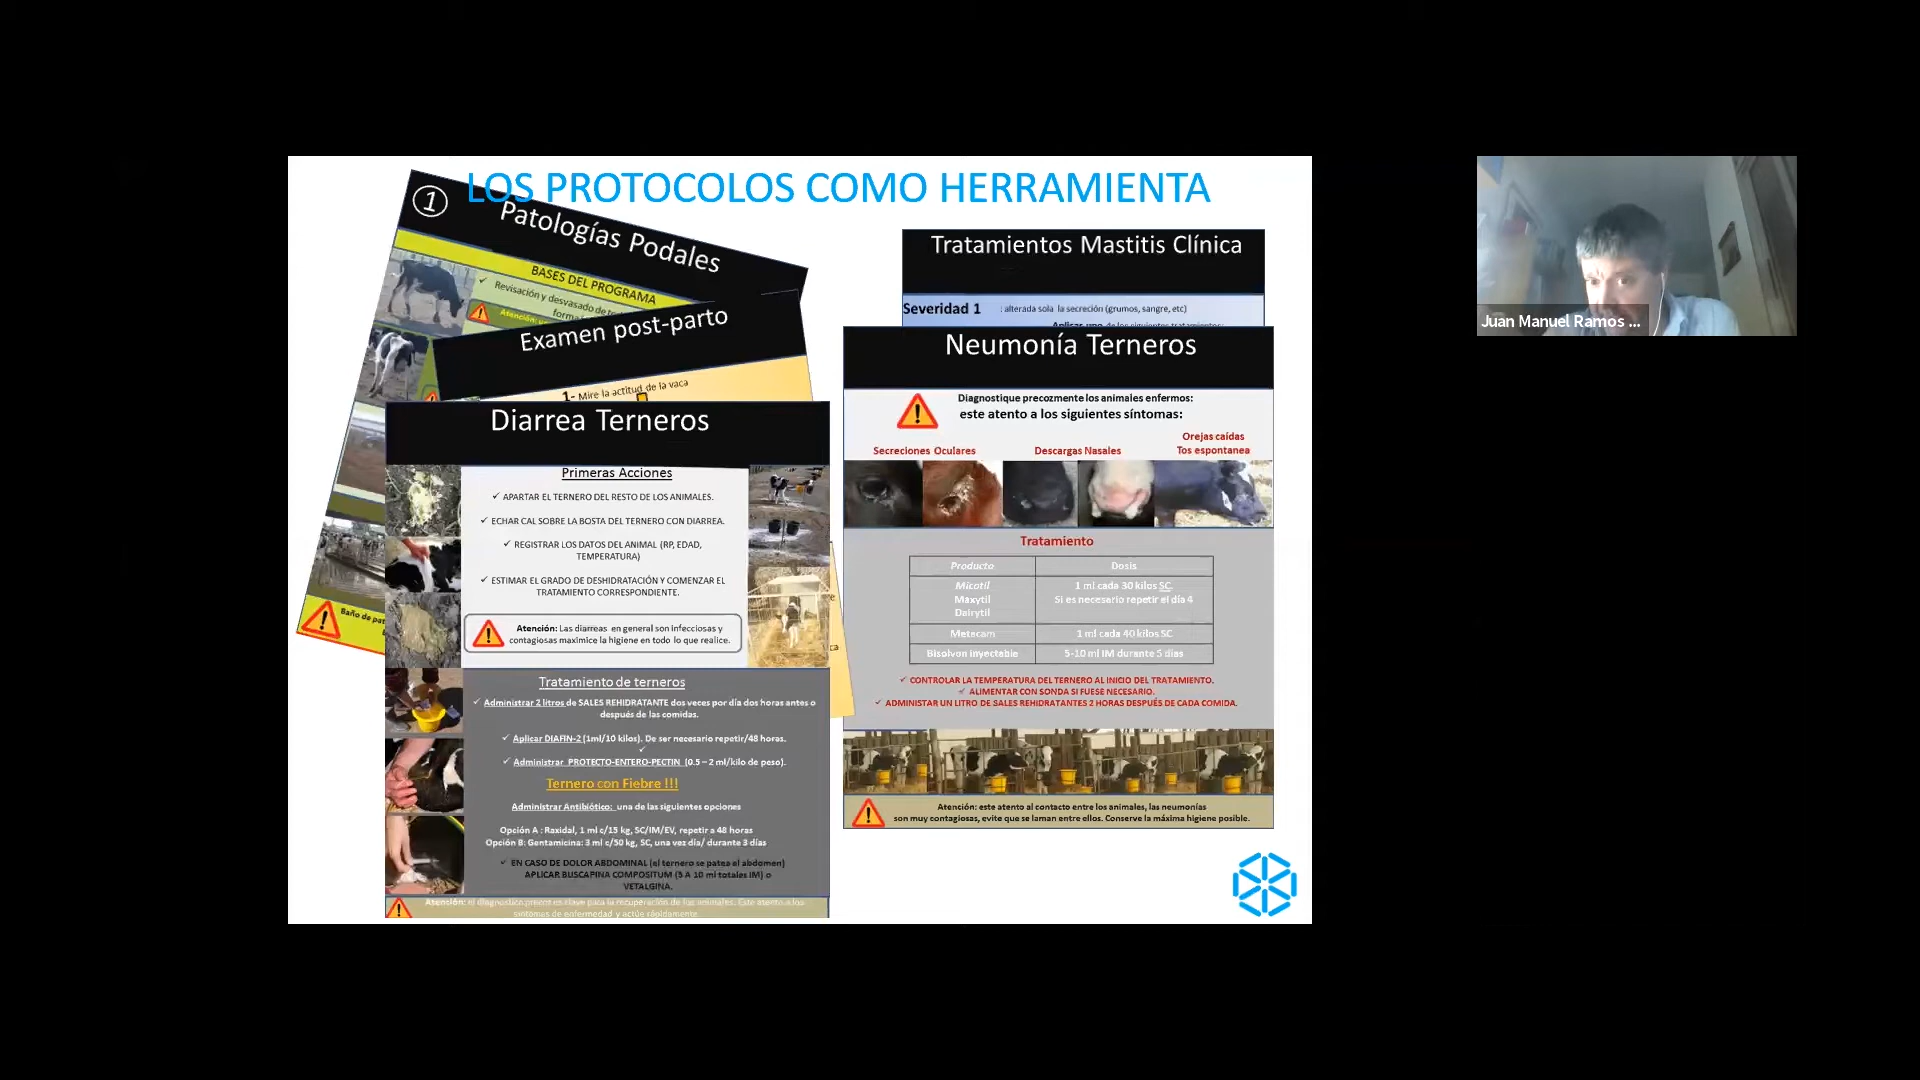 LOS PROTOCOLOS COMO HERRAMIENTA
1
Patologías Podales
BASES DEL PROGRAMA
✓ Revisación y desvasado de
Atención:
Examen post-parto
1- Mire la actitud de la vaca
Diarrea Terneros
Primeras Acciones
✓ APARTAR EL TERNERO DEL RESTO DE LOS ANIMALES.
✓ ECHAR CAL SOBRE LA BOSTA DEL TERNERO CON DIARREA.
✓ REGISTRAR LOS DATOS DEL ANIMAL (RP, EDAD,
TEMPERATURA)
✓ ESTIMAR EL GRADO DE DESHIDRATACIÓN Y COMENZAR EL
TRATAMIENTO CORRESPONDIENTE.
Atención: Las diarreas en general son infecciosas y
contagiosas maximice la higiene en todo lo que realice.
Baño de
Tratamiento de terneros
✓ Administrar 2 litros de SALES REHIDRATANTE dos veces por día dos horas antes o
después de las comidas.
✓ Aplicar DIAFIN-2 (1ml/10 kilos). De ser necesario repetir/48 horas.
✓
✓ Administrar PROTECTO-ENTERO-PECTIN (0.5 – 2 ml/kilo de peso).
Ternero con Fiebre !!!
Administrar Antibiótico: una de las siguientes opciones
Opción A : Raxidal, 1 ml c/15 kg, SC/IM/EV, repetir a 48 horas
Opción B: Gentamicina: 3 ml c/50 kg, SC, una vez día/ durante 3 días
✓ EN CASO DE DOLOR ABDOMINAL (el ternero se patea el abdomen)
APLICAR BUSCAPINA COMPOSITUM (5 A 10 ml totales IM) o
VETALGINA.
Atención: el diagnostico precoz es clave para la recuperación de los animales. Este atento a los
síntomas de enfermedad y actúe rápidamente.
Tratamientos Mastitis Clínica
Severidad 1 : alterada sola la secreción (grumos, sangre, etc)
Aplicar uno de los siguientes tratamientos:
Neumonía Terneros
Diagnostique precozmente los animales enfermos:
este atento a los siguientes síntomas:
Secreciones Oculares
Descargas Nasales
Orejas caídas
Tos espontanea
Tratamiento
Producto Dosis
Micotil 1 ml cada 30 kilos SC.
Maxytil Si es necesario repetir el día 4
Dairytil
Metacam 1 ml cada 40 kilos SC
Bisolvon inyectable 5-10 ml IM durante 5 días
✓ CONTROLAR LA TEMPERATURA DEL TERNERO AL INICIO DEL TRATAMIENTO.
✓ ALIMENTAR CON SONDA SI FUESE NECESARIO.
✓ ADMINISTAR UN LITRO DE SALES REHIDRATANTES 2 HORAS DESPUÉS DE CADA COMIDA.
Atención: este atento al contacto entre los animales, las neumonías
son muy contagiosas, evite que se laman entre ellos. Conserve la máxima higiene posible.
Juan Manuel Ramos ...